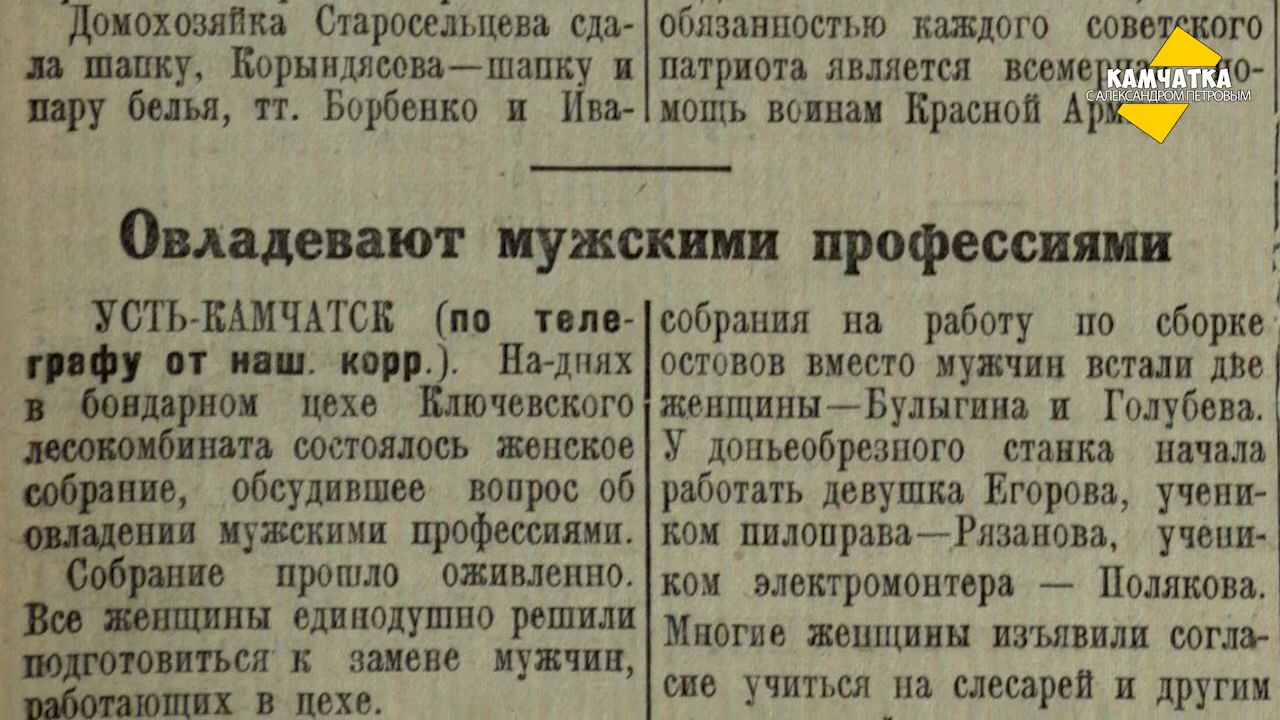 Домохозяйка Старосельцева сда-
ла шапку, Корындясова—шапку и
пару белья, тт. Борбенко и Ива-
обязанностью каждого советского
патриота является всемерная по-
мощь воинам Красной
КАМЧАТКА
С АЛЕКСАНДРОМ ПЕТРОВЫМ
Овладевают мужскими профессиями
УСТЬ-КАМЧАТСК (по теле-
графу от наш. корр.). На-днях
в бондарном цехе Ключевского
лесокомбината состоялось женское
собрание, обсудившее вопрос об
овладении мужскими профессиями.
Собрание прошло оживленно.
Все женщины единодушно решили
подготовиться к замене мужчин,
работающих в цехе.
собрания на работу по сборке
остовов вместо мужчин встали две
женщины—Булыгина и Голубева.
У доньеобрезного станка начала
работать девушка Егорова, учени-
ком пилоправа—Рязанова, учени-
ком электромонтера — Полякова.
Многие женщины изъявили согла-
сие учиться на слесарей и другим